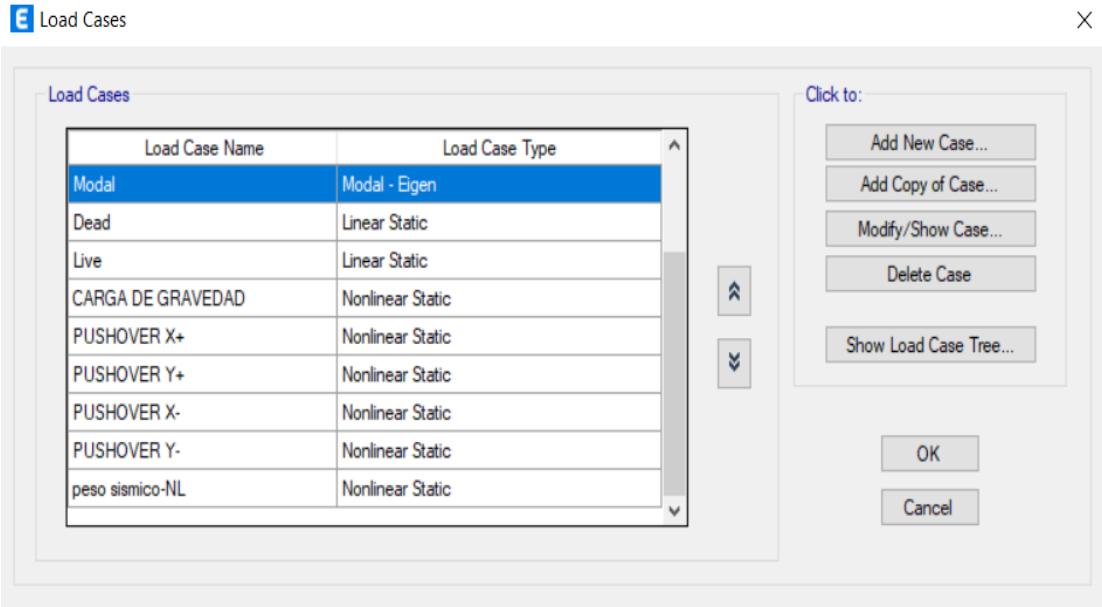 E Load Cases
Load Cases
Load Case Name Load Case Type
Modal Modal - Eigen
Dead Linear Static
Live Linear Static
CARGA DE GRAVEDAD Nonlinear Static
PUSHOVER X+ Nonlinear Static
PUSHOVER Y+ Nonlinear Static
PUSHOVER X- Nonlinear Static
PUSHOVER Y- Nonlinear Static
peso sismico-NL Nonlinear Static
Click to:
Add New Case...
Add Copy of Case...
Modify/Show Case...
Delete Case
Show Load Case Tree...
OK
Cancel